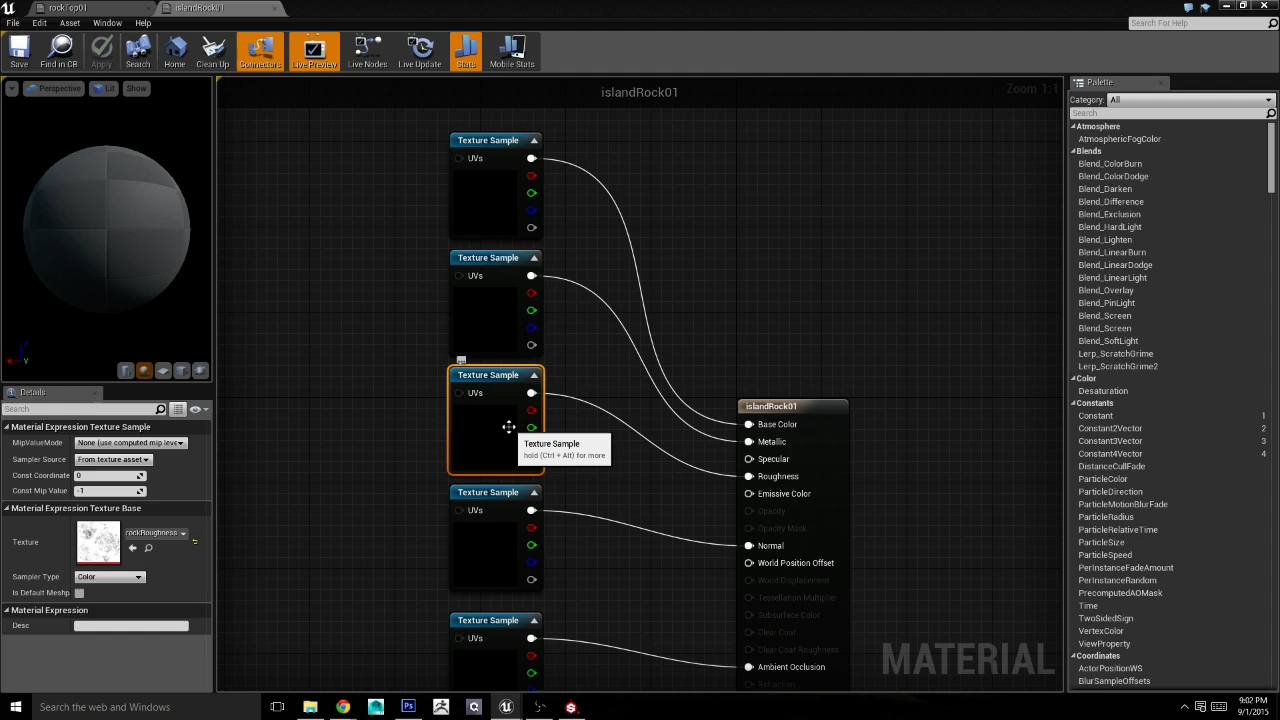 rockTop01
islandRock01
File Edit Asset Window Help
Search For Help
Save
Find in CB
Apply
Search
Home
Clean Up
Connectors
Live Preview
Live Nodes
Live Update
Stats
Mobile Stats
Perspective
Lit
Show
Details
Search
Material Expression Texture Sample
MipValueMode None (use computed mip leve
Sampler Source From texture asset
Const Coordinate 0
Const Mip Value -1
Material Expression Texture Base
Texture rockRoughness
Sampler Type Color
Is Default Meshp
Material Expression
Desc
islandRock01
Zoom 1:1
Texture Sample
UVs
Texture Sample
UVs
Texture Sample
UVs
Texture Sample
hold (Ctrl + Alt) for more
Texture Sample
UVs
Texture Sample
UVs
islandRock01
Base Color
Metallic
Specular
Roughness
Emissive Color
Opacity
Opacity Mask
Normal
World Position Offset
World Displacement
Tessellation Multiplier
Subsurface Color
Clear Coat
Clear Coat Roughness
Ambient Occlusion
Refraction
MATERIAL
Palette
Category: All
Search
Atmosphere
AtmosphericFogColor
Blends
Blend_ColorBurn
Blend_ColorDodge
Blend_Darken
Blend_Difference
Blend_Exclusion
Blend_HardLight
Blend_Lighten
Blend_LinearBurn
Blend_LinearDodge
Blend_LinearLight
Blend_Overlay
Blend_PinLight
Blend_Screen
Blend_Screen
Blend_SoftLight
Lerp_ScratchGrime
Lerp_ScratchGrime2
Color
Desaturation
Constants
Constant 1
Constant2Vector 2
Constant3Vector 3
Constant4Vector 4
DistanceCullFade
ParticleColor
ParticleDirection
ParticleMotionBlurFade
ParticleRadius
ParticleRelativeTime
ParticleSize
ParticleSpeed
PerInstanceFadeAmount
PerInstanceRandom
PrecomputedAOMask
Time
TwoSidedSign
VertexColor
ViewProperty
Coordinates
ActorPositionWS
BlurSampleOffsets
Search the web and Windows
9:02 PM
9/1/2015